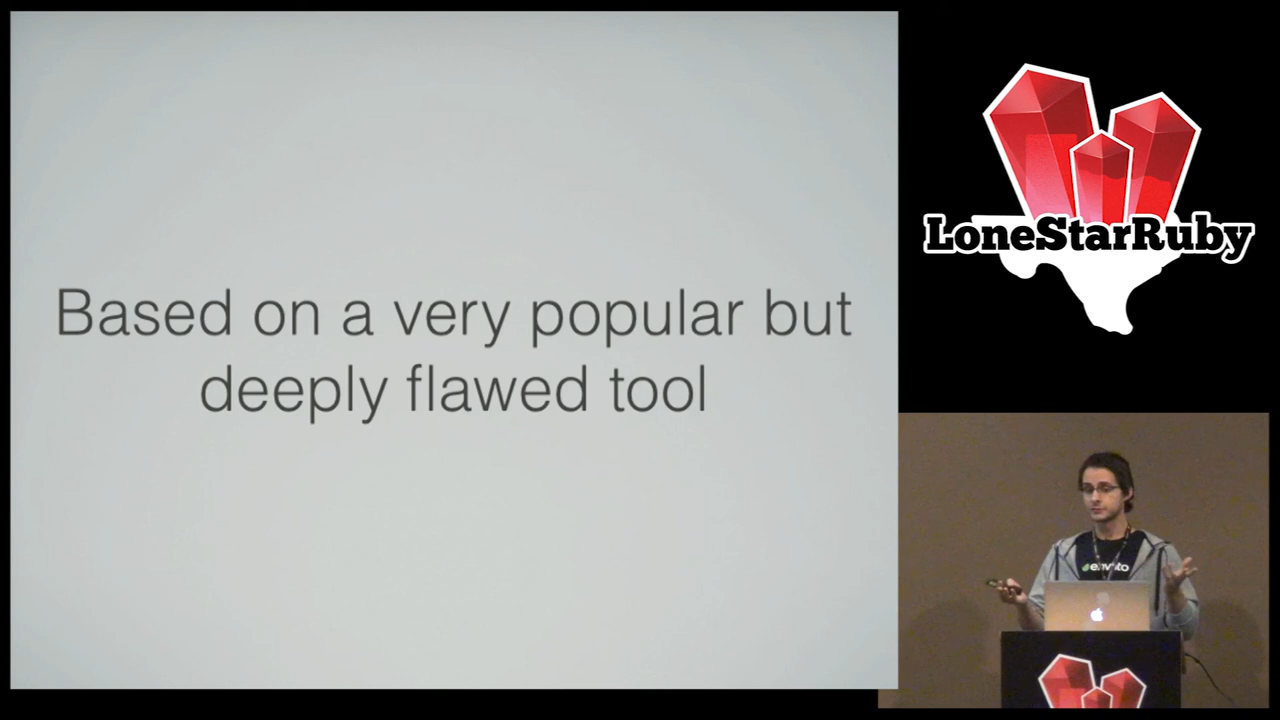 Based on a very popular but
deeply flawed tool
LoneStarRuby
envato